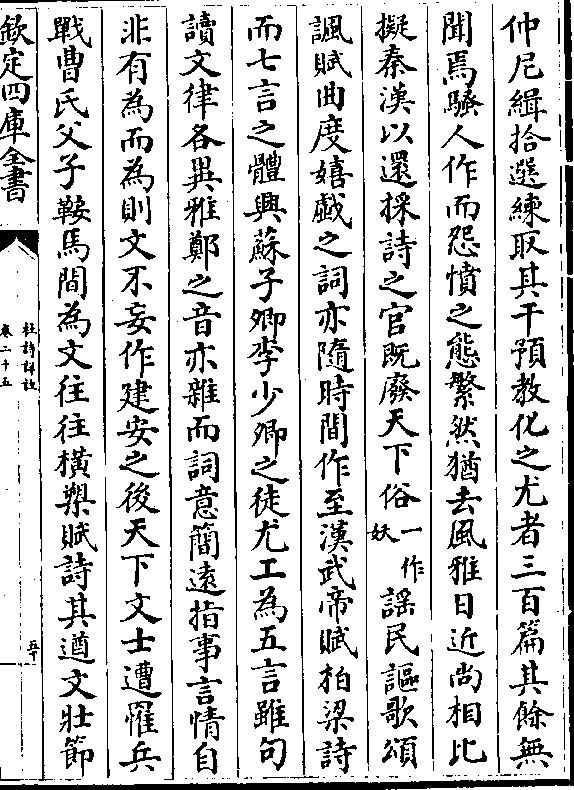 仲尼緝拾選練取其干預教化之尤者三百篇其餘無
聞焉騷人作而怨憤之態繁然猶去風雅日近尚相比
擬秦漢以還採詩之官既廢天下俗一作妖謡民謳歌頌
諷賦曲度嬉戲之詞亦隨時間作至漢武帝賦柏梁詩
而七言之體興蘇子卿李少卿之徒尤工為五言雖句
讀文律各異雅鄭之音亦雜而詞意簡遠指事言情自
非有為而為則文不妄作建安之後天下文士遭罹兵
戰曹氏父子鞍馬間為文往往橫槊賦詩其遒文壯節
欽定四庫全書
杜詩詳註
卷二十五
五十